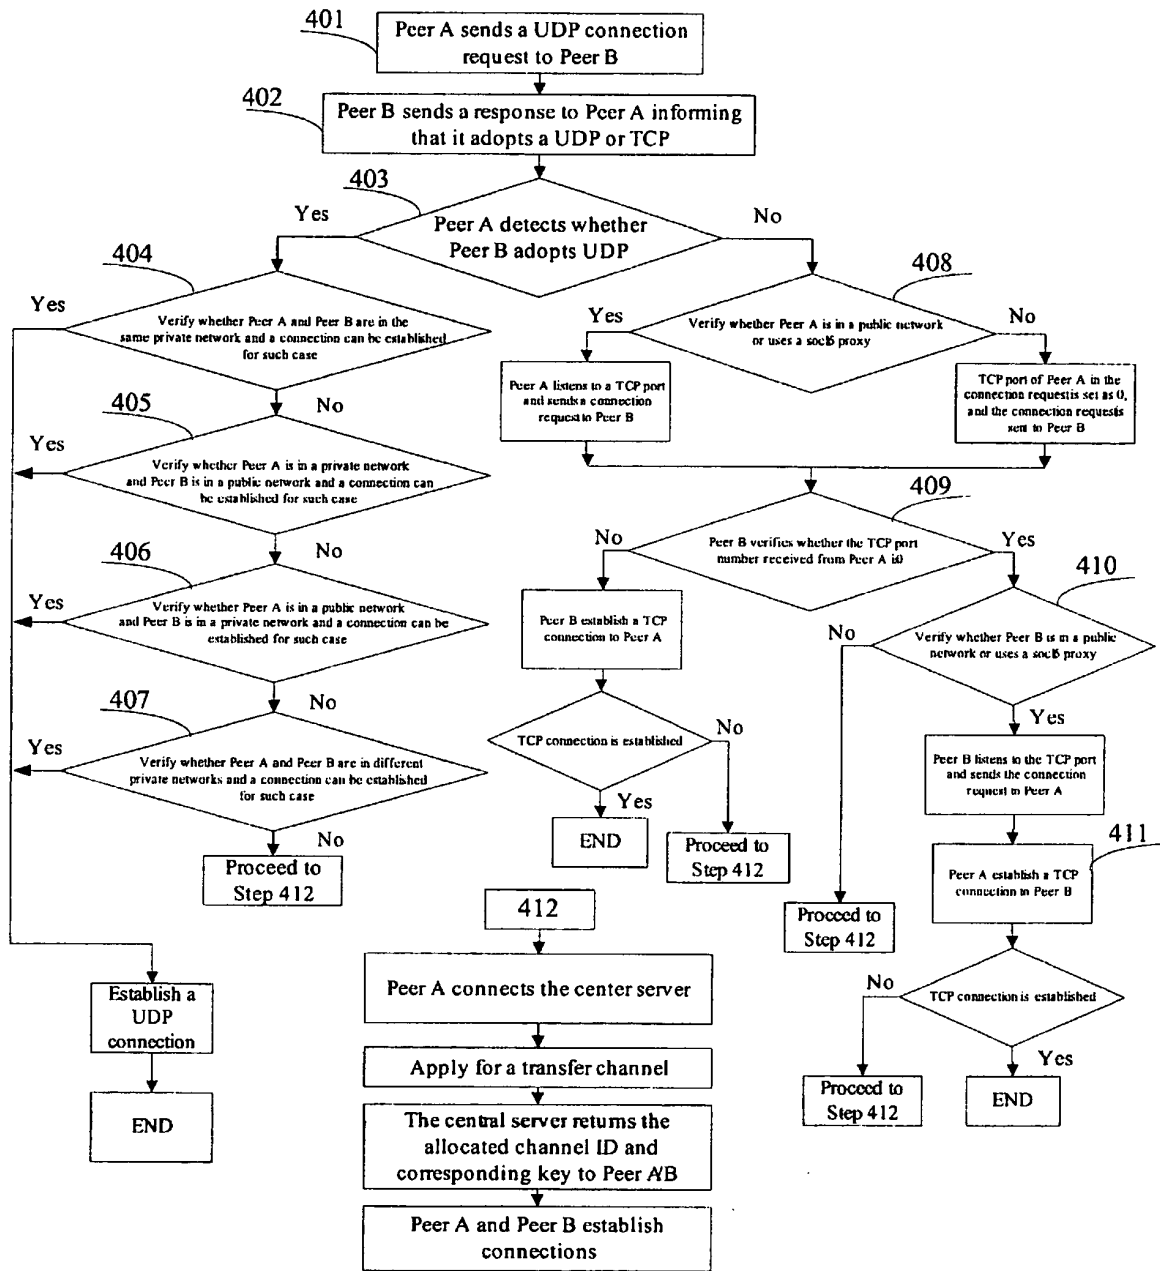 401
Peer A sends a UDP connection
request to Peer B
402
Peer B sends a response to Peer A informing
that it adopts a UDP or TCP
403
Yes
No
Peer A detects whether
Peer B adopts UDP
404
Yes
Verify whether Peer A and Peer B are in the
same private network and a connection can be established
for such case
No
405
Yes
Verify whether Peer A is in a private network
and Peer B is in a public network and a connection can
be established for such case
No
406
Yes
Verify whether Peer A is in a public network
and Peer B is in a private network and a connection can be
established for such case
No
407
Yes
Verify whether Peer A and Peer B are in different
private networks and a connection can be established
for such case
No
Proceed to
Step 412
Establish a
UDP
connection
END
408
Yes
Verify whether Peer A is in a public network
or uses a sock5 proxy
No
Peer A listens to a TCP port
and sends a connection
request to Peer B
TCP port of Peer A in the
connection request is set as 0,
and the connection request is
sent to Peer B
409
No
Peer B verifies whether the TCP port
number received from Peer A is 0
Yes
Peer B establish a TCP
connection to Peer A
TCP connection is established
No
Yes
END
Proceed to
Step 412
410
No
Verify whether Peer B is in a public
network or uses a sock5 proxy
Yes
Peer B listens to the TCP port
and sends the connection
request to Peer A
411
Peer A establish a TCP
connection to Peer B
Proceed to
Step 412
No
TCP connection is established
Yes
Proceed to
Step 412
END
412
Peer A connects the center server
Apply for a transfer channel
The central server returns the
allocated channel ID and
corresponding key to Peer A/B
Peer A and Peer B establish
connections